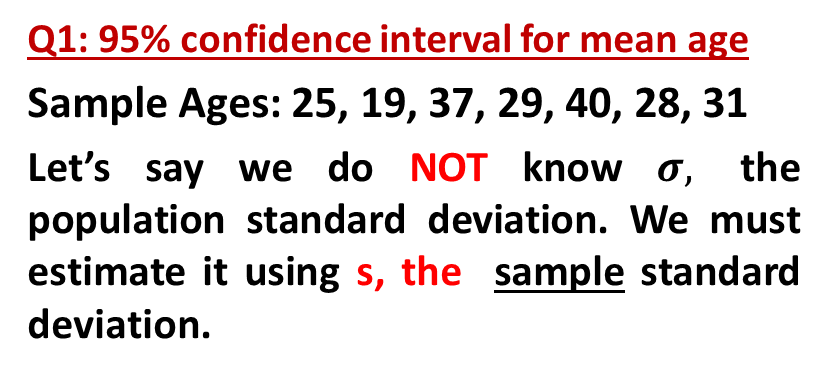 Q1: 95% confidence interval for mean age
Sample Ages: 25, 19, 37, 29, 40, 28, 31
Let’s say we do NOT know 𝝈, the
population standard deviation. We must
estimate it using s, the sample standard
deviation.